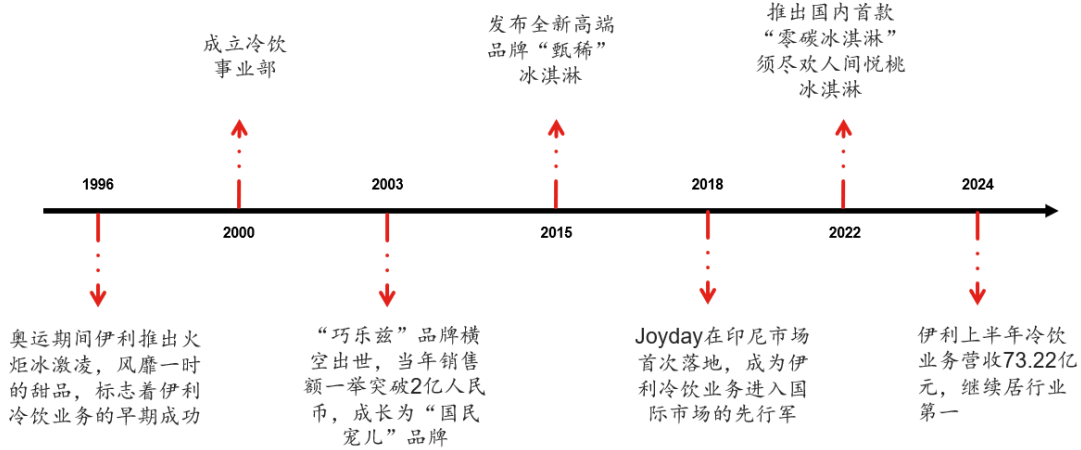 成立冷饮
事业部
发布全新高端
品牌“甄稀”
冰淇淋
推出国内首款
“零碳冰淇淋”
须尽欢人间悦桃
冰淇淋
1996
2003
2018
2024
2000
2015
2022
奥运期间伊利推出火
炬冰激凌，风靡一时
的甜品，标志着伊利
冷饮业务的早期成功
“巧乐兹”品牌横
空出世，当年销售
额一举突破2亿人民
币，成长为“国民
宠儿”品牌
Joyday在印尼市场
首次落地，成为伊
利冷饮业务进入国
际市场的先行军
伊利上半年冷饮
业务营收73.22亿
元，继续居行业
第一